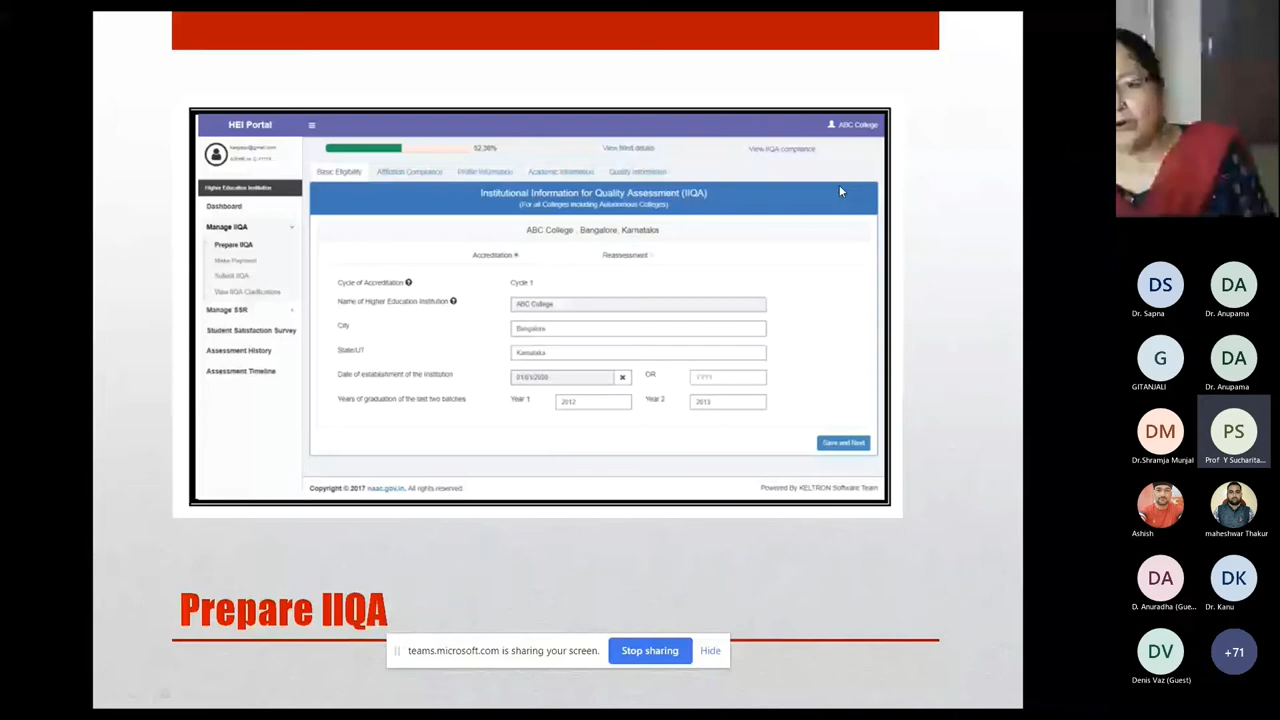 HEI Portal
ABC College
52.38%
View filled details
View IIQA compliance
Basic Eligibility
Affiliation Compliance
Profile Information
Academic Information
Quality Information
Higher Education Institution
Institutional Information for Quality Assessment (IIQA)
(For all Colleges including Autonomous Colleges)
Dashboard
Manage IIQA
Prepare IIQA
Make Payment
Submit IIQA
View IIQA Clarifications
Manage SSR
Student Satisfaction Survey
Assessment History
Assessment Timeline
ABC College , Bangalore, Karnataka
Accreditation
Reassessment
Cycle of Accreditation
Cycle 1
Name of Higher Education Institution
ABC College
City
Bangalore
State/UT
Karnataka
Date of establishment of the Institution
OR
YYYY
Years of graduation of the last two batches
Year 1
2012
Year 2
2013
Save and Next
Copyright © 2017 naac.gov.in. All rights reserved.
Powered By KELTRON Software Team
Prepare IIQA
teams.microsoft.com is sharing your screen.
Stop sharing
Hide
DS
DA
Dr. Sapna
Dr. Anupama
G
DA
GITANJALI
Dr. Anupama
DM
PS
Dr.Shramja Munjal
Prof Y Sucharita...
Ashish
maheshwar Thakur
DA
DK
D. Anuradha (Gue...
Dr. Kanu
DV
+71
Denis Vaz (Guest)